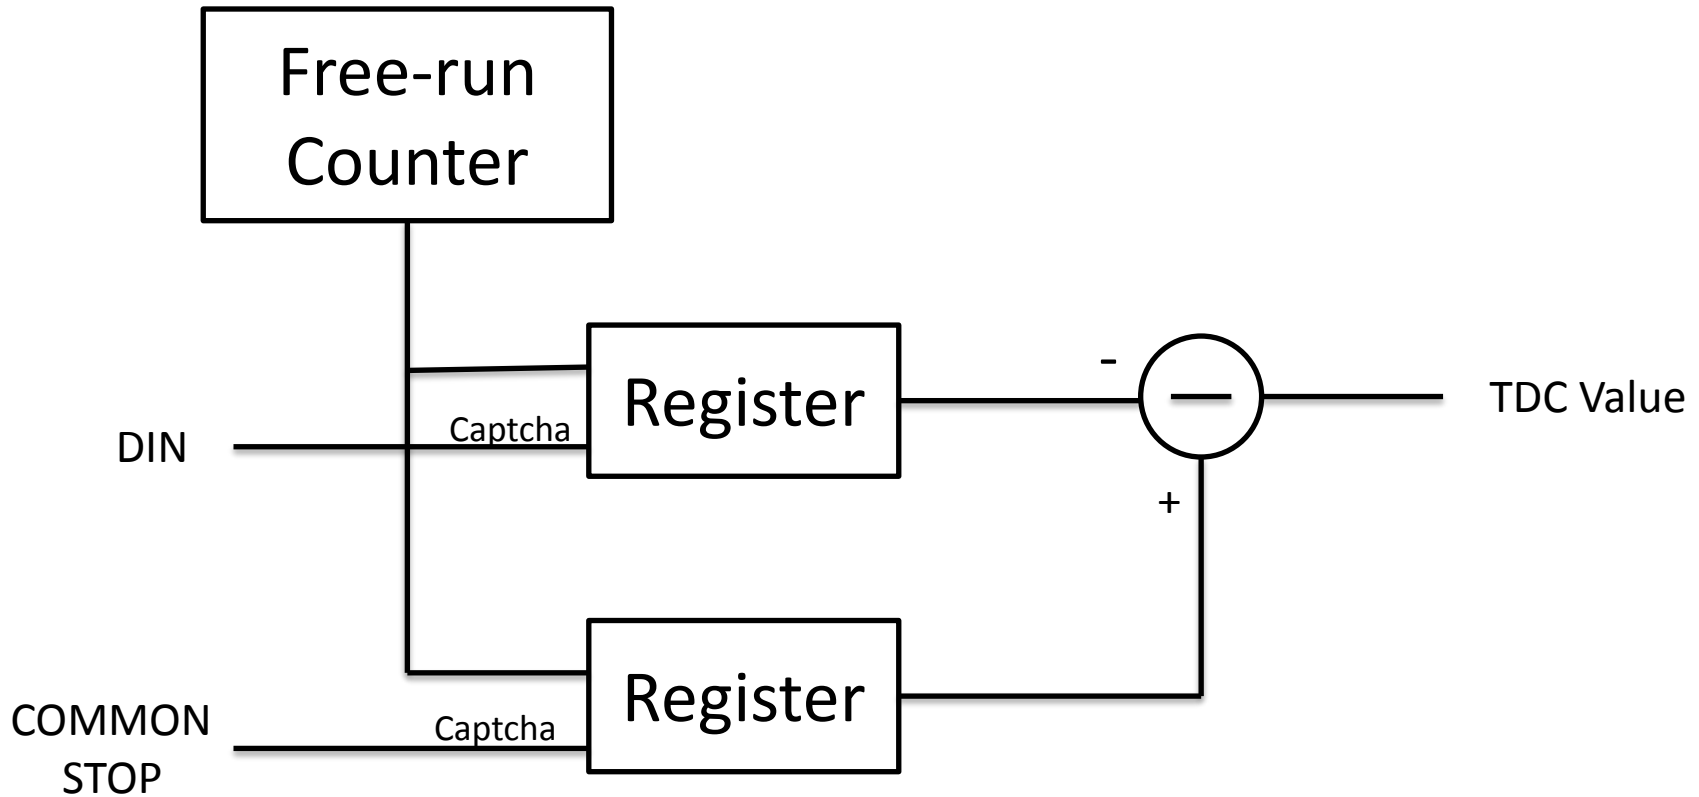 Free-run
Counter
-
Register
TDC Value
Captcha
DIN
+
Register
COMMON
Captcha
STOP